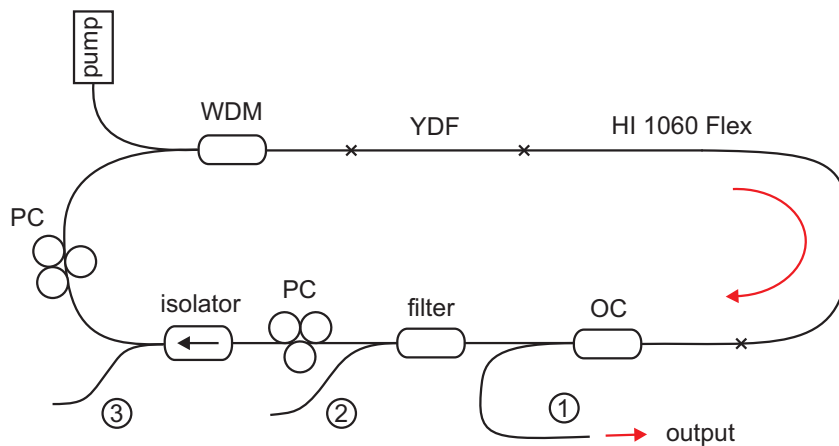 pump
WDM
YDF
HI 1060 Flex
PC
isolator
PC
filter
OC
3
2
1
output